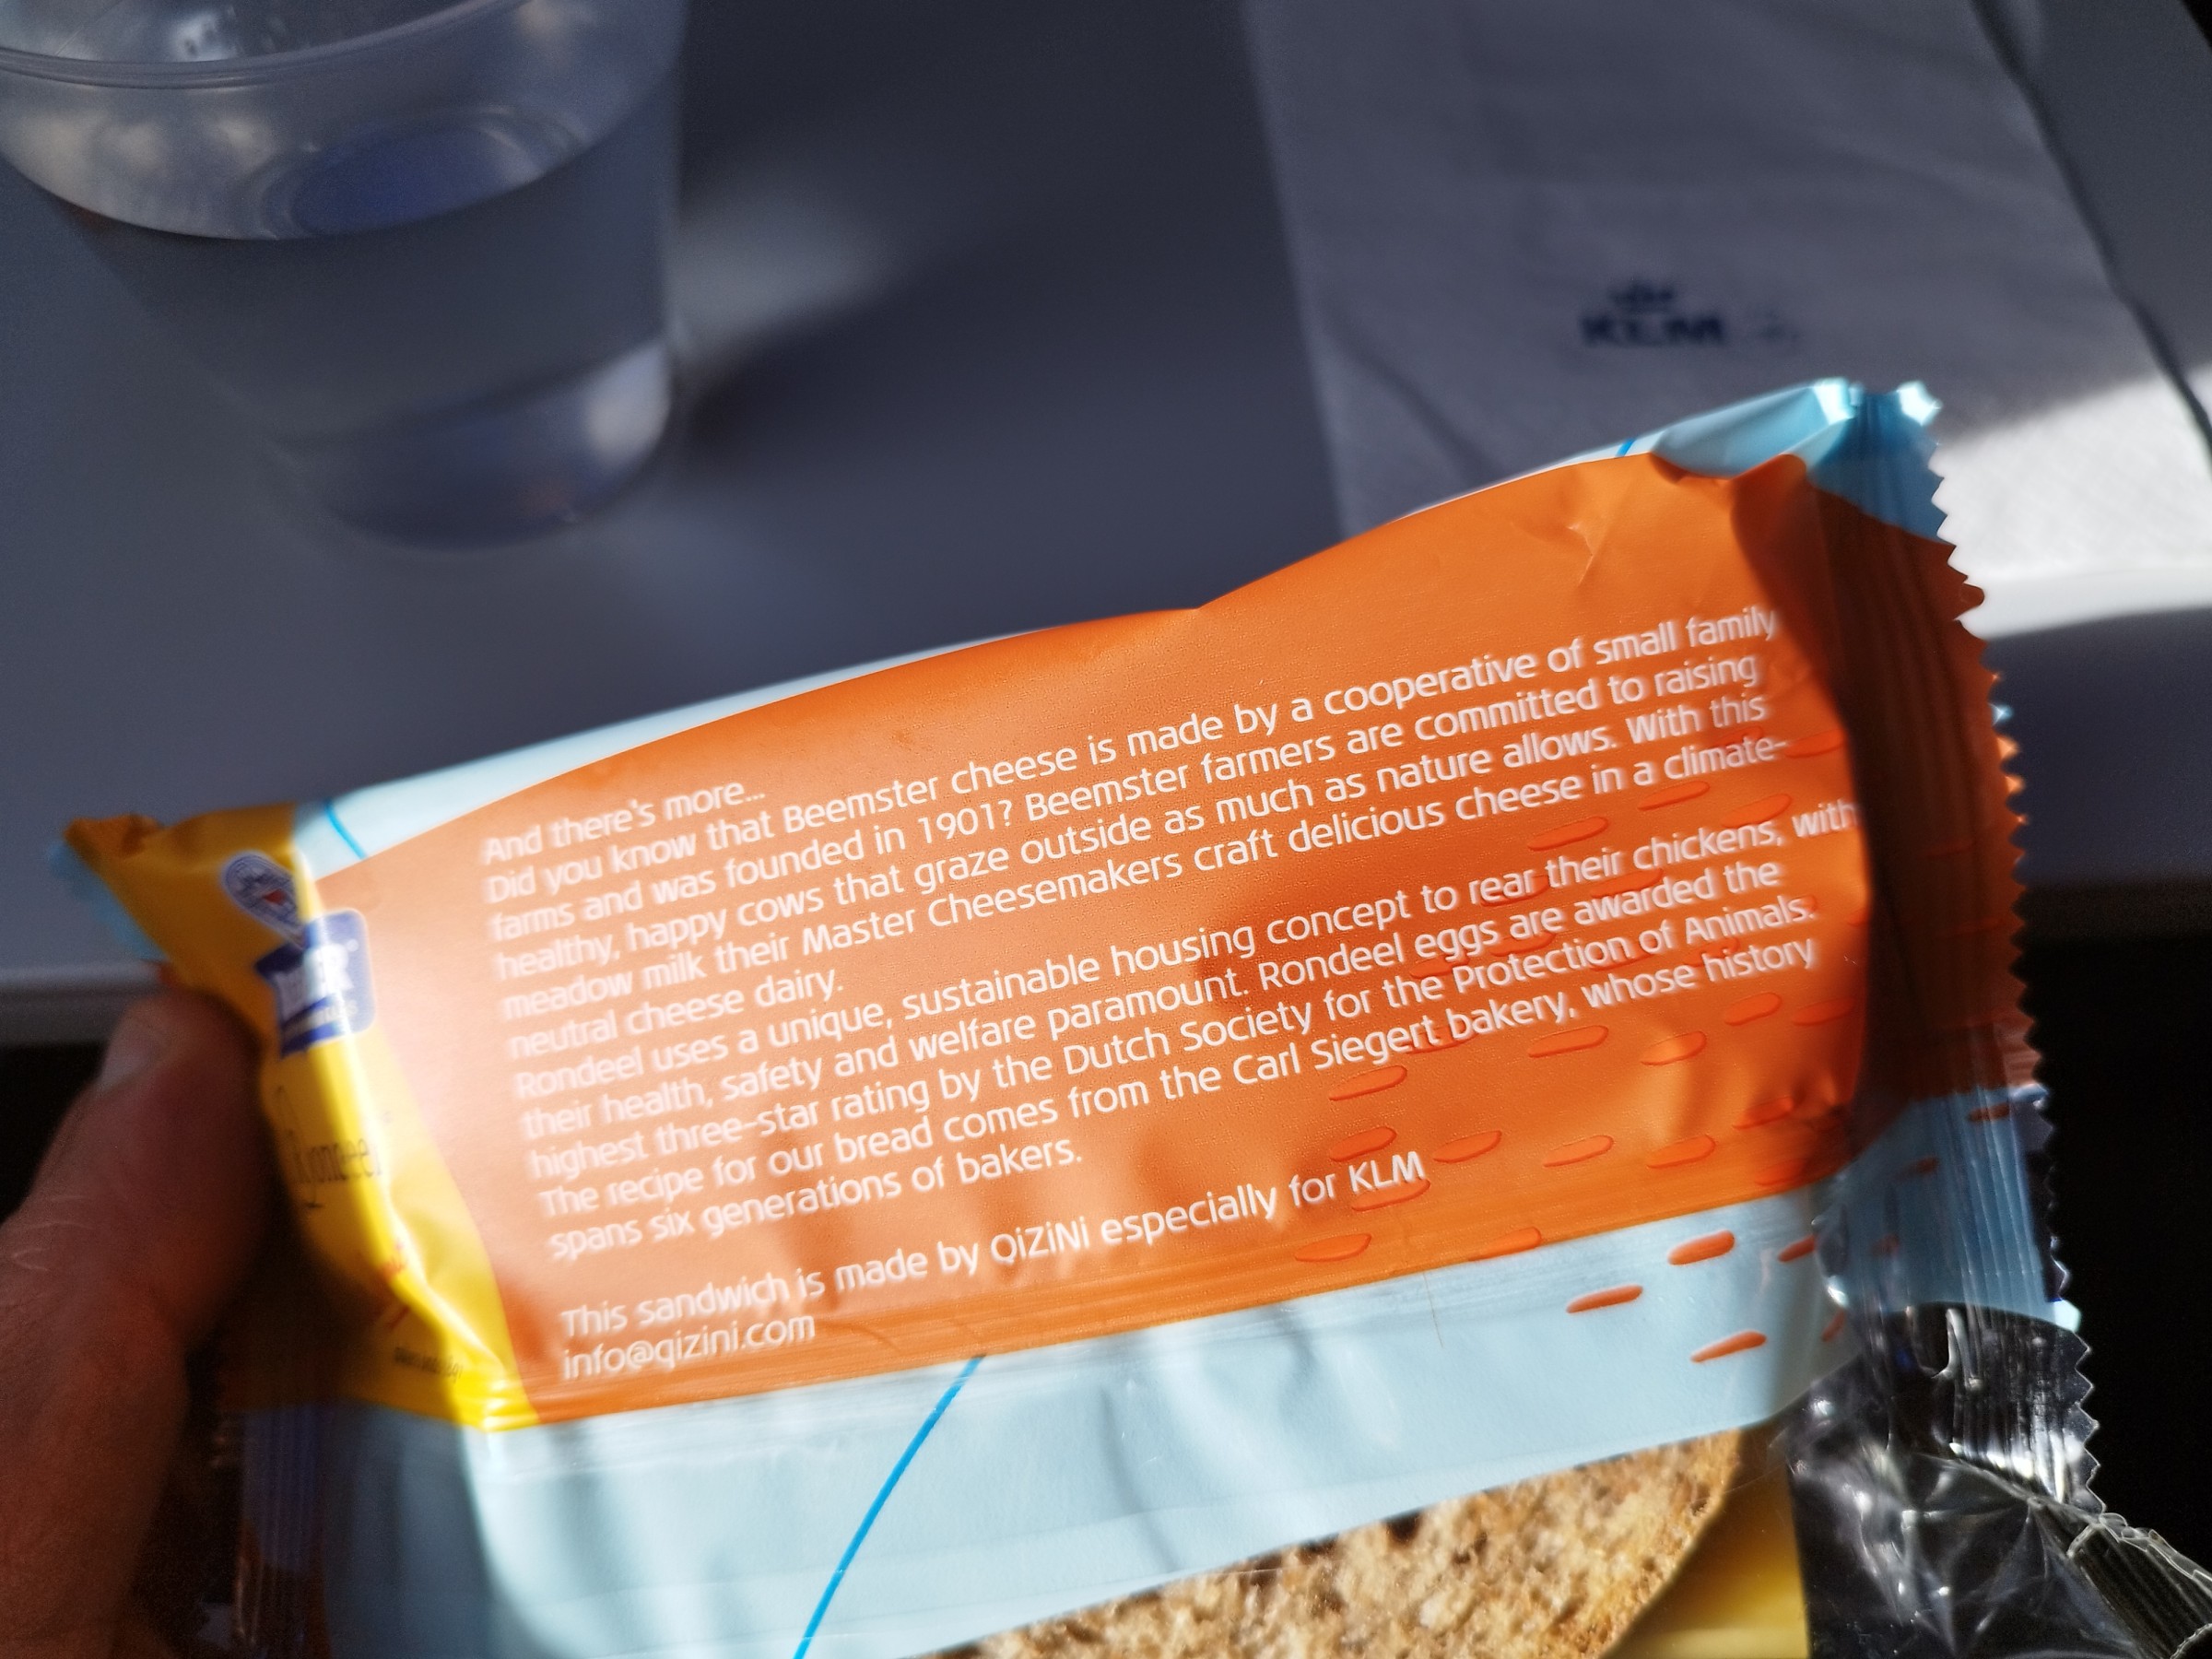 KLM
And there's more...
Did you know that Beemster cheese is made by a cooperative of small family
farms and was founded in 1901? Beemster farmers are committed to raising
healthy, happy cows that graze outside as much as nature allows. With this
meadow milk their Master Cheesemakers craft delicious cheese in a climate-
neutral cheese dairy.
Rondeel uses a unique, sustainable housing concept to rear their chickens, with
their health, safety and welfare paramount. Rondeel eggs are awarded the
highest three-star rating by the Dutch Society for the Protection of Animals.
The recipe for our bread comes from the Carl Siegert bakery, whose history
spans six generations of bakers.
This sandwich is made by QiZiNi especially for KLM
info@qizini.com